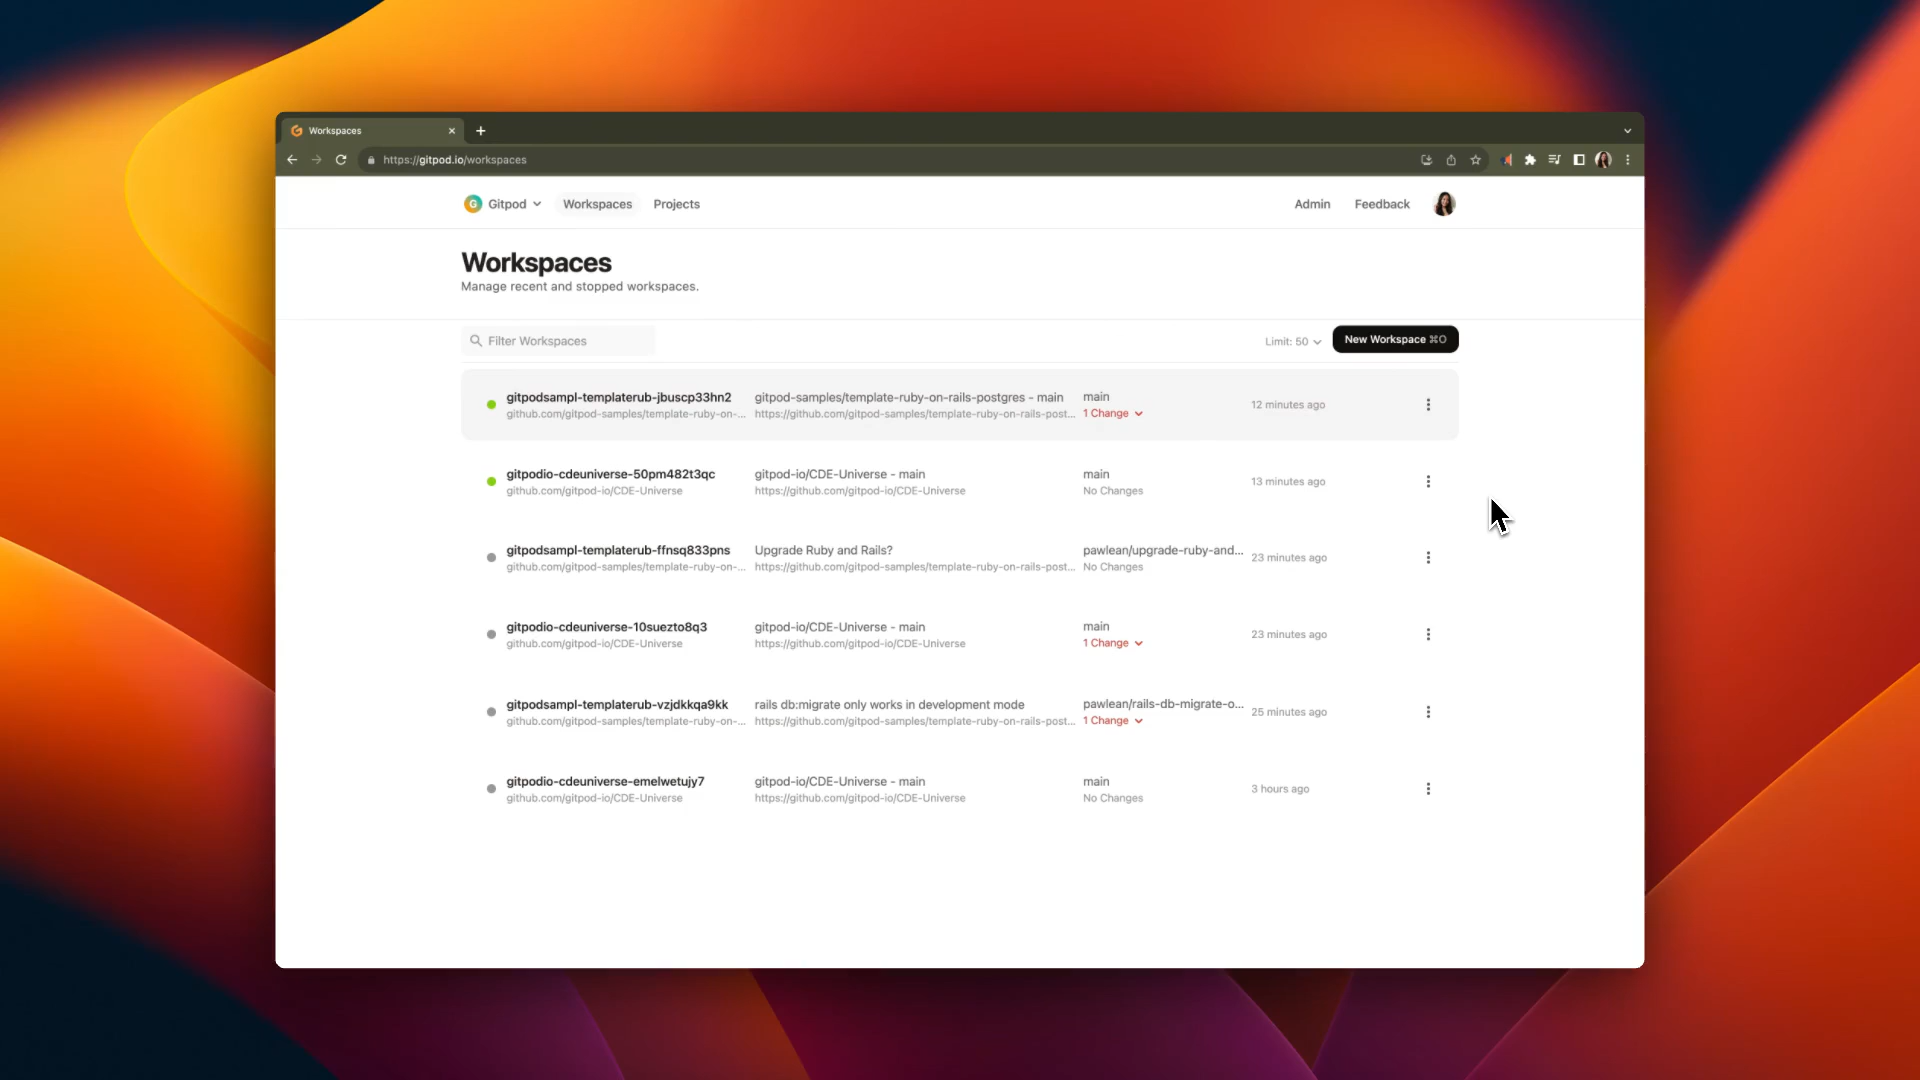 Workspaces
https://gitpod.io/workspaces
G Gitpod Workspaces Projects Admin Feedback
Workspaces
Manage recent and stopped workspaces.
Filter Workspaces Limit: 50 New Workspace ⌘O
gitpodsampl-templaterub-jbuscp33hn2 gitpod-samples/template-ruby-on-rails-postgres - main main 12 minutes ago
github.com/gitpod-samples/template-ruby-on-... https://github.com/gitpod-samples/template-ruby-on-rails-post... 1 Change
gitpodio-cdeuniverse-50pm482t3qc gitpod-io/CDE-Universe - main main 13 minutes ago
github.com/gitpod-io/CDE-Universe https://github.com/gitpod-io/CDE-Universe No Changes
gitpodsampl-templaterub-ffnsq833pns Upgrade Ruby and Rails? pawlean/upgrade-ruby-and... 23 minutes ago
github.com/gitpod-samples/template-ruby-on-... https://github.com/gitpod-samples/template-ruby-on-rails-post... No Changes
gitpodio-cdeuniverse-10suezto8q3 gitpod-io/CDE-Universe - main main 23 minutes ago
github.com/gitpod-io/CDE-Universe https://github.com/gitpod-io/CDE-Universe 1 Change
gitpodsampl-templaterub-vzjdkkqa9kk rails db:migrate only works in development mode pawlean/rails-db-migrate-o... 25 minutes ago
github.com/gitpod-samples/template-ruby-on-... https://github.com/gitpod-samples/template-ruby-on-rails-post... 1 Change
gitpodio-cdeuniverse-emelwetujy7 gitpod-io/CDE-Universe - main main 3 hours ago
github.com/gitpod-io/CDE-Universe https://github.com/gitpod-io/CDE-Universe No Changes